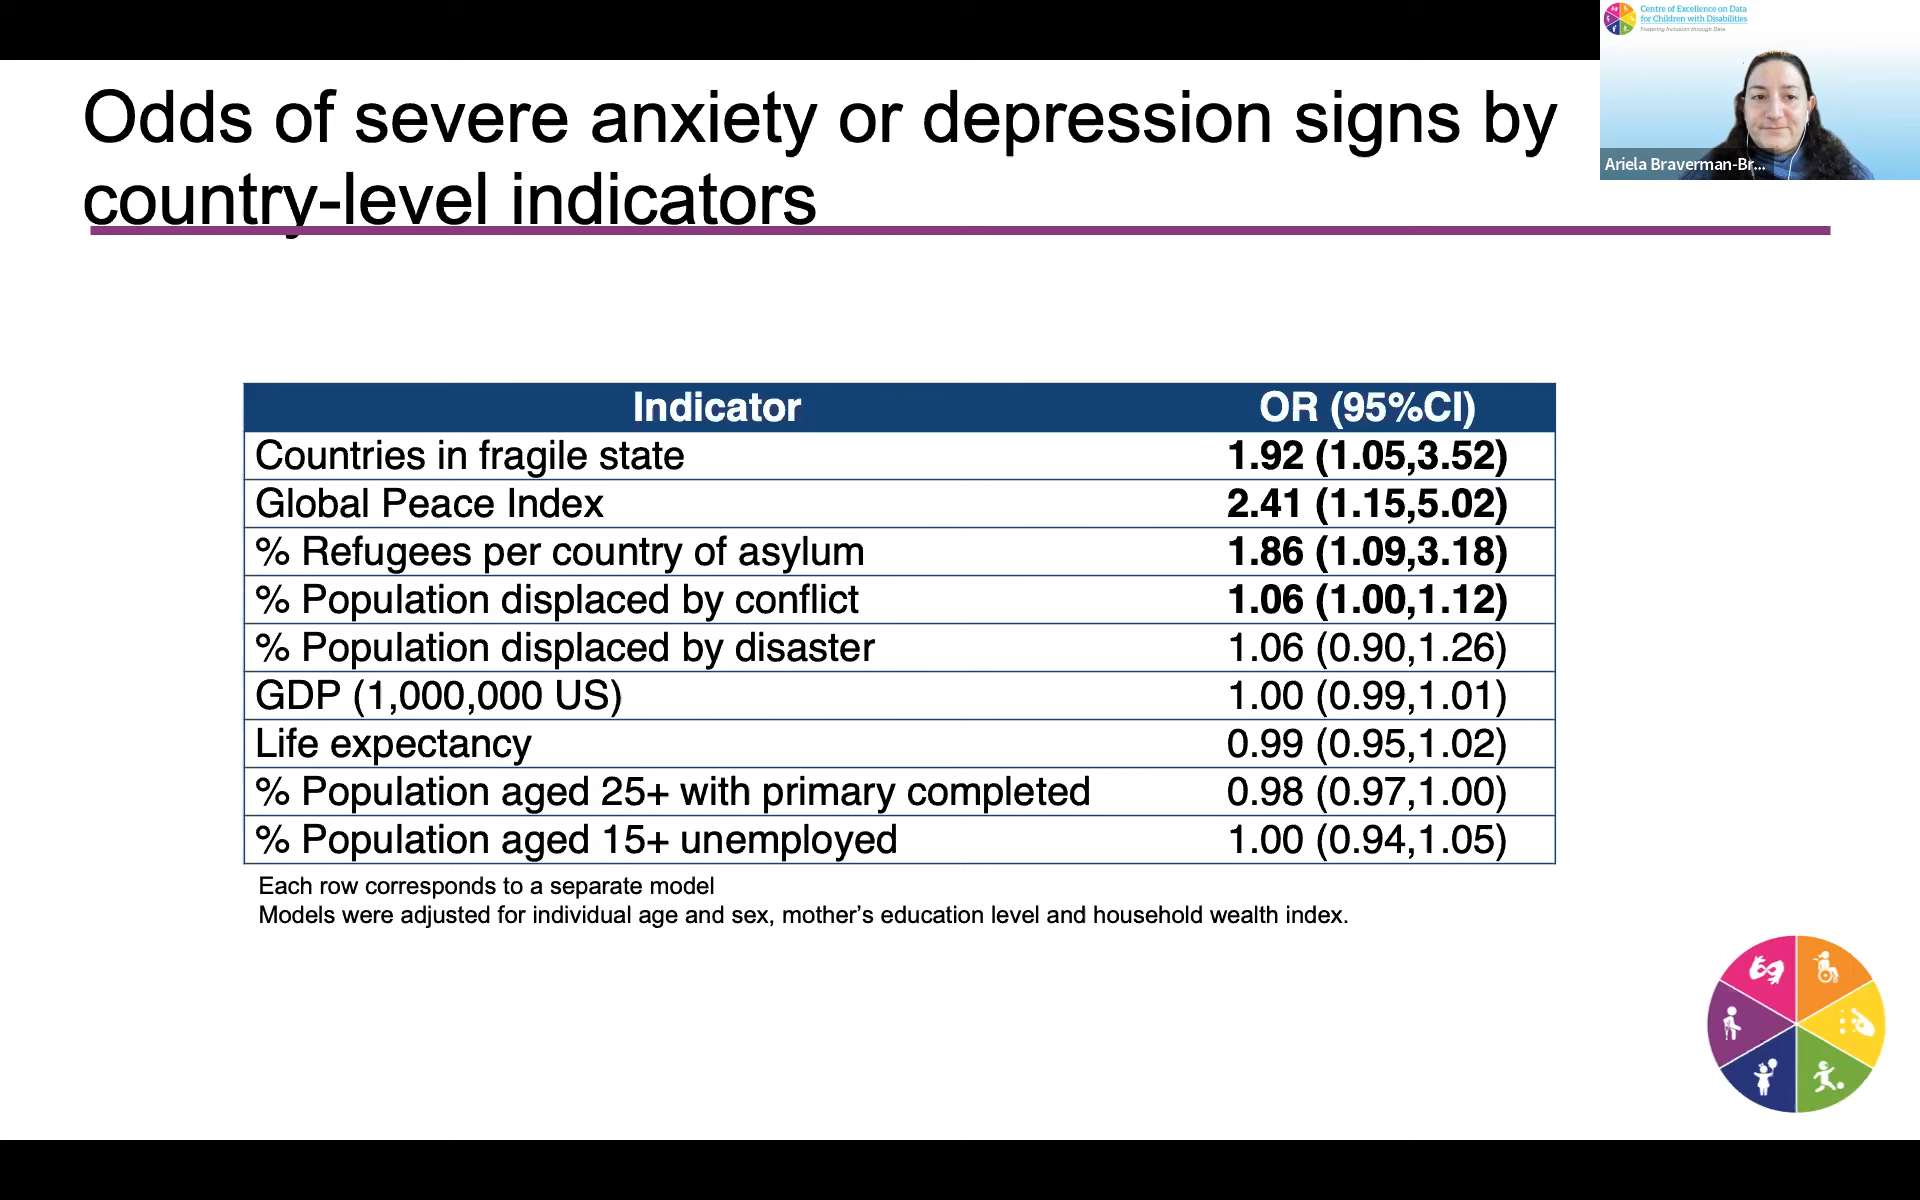 Centre of Excellence on Data
for Children with Disabilities
Fostering Inclusion through Data
Ariela Braverman-Br...
Odds of severe anxiety or depression signs by
country-level indicators
Indicator OR (95%CI)
Countries in fragile state 1.92 (1.05,3.52)
Global Peace Index 2.41 (1.15,5.02)
% Refugees per country of asylum 1.86 (1.09,3.18)
% Population displaced by conflict 1.06 (1.00,1.12)
% Population displaced by disaster 1.06 (0.90,1.26)
GDP (1,000,000 US) 1.00 (0.99,1.01)
Life expectancy 0.99 (0.95,1.02)
% Population aged 25+ with primary completed 0.98 (0.97,1.00)
% Population aged 15+ unemployed 1.00 (0.94,1.05)
Each row corresponds to a separate model
Models were adjusted for individual age and sex, mother’s education level and household wealth index.